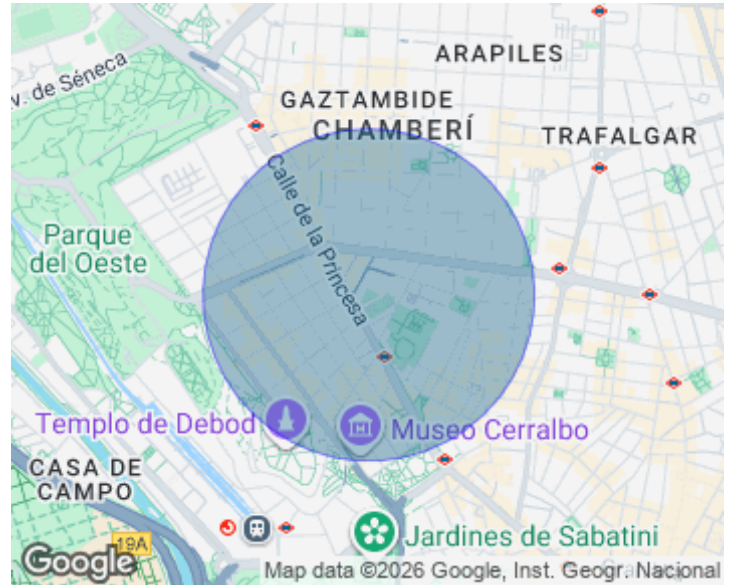 ARAPILES
v. de Séneca
GAZTAMBIDE
CHAMBERÍ
TRAFALGAR
Calle de la Princesa
Parque
del Oeste
Templo de Debod
Museo Cerralbo
CASA DE
CAMPO
19A
Jardines de Sabatini
Google
Map data ©2026 Google, Inst. Geogr. Nacional